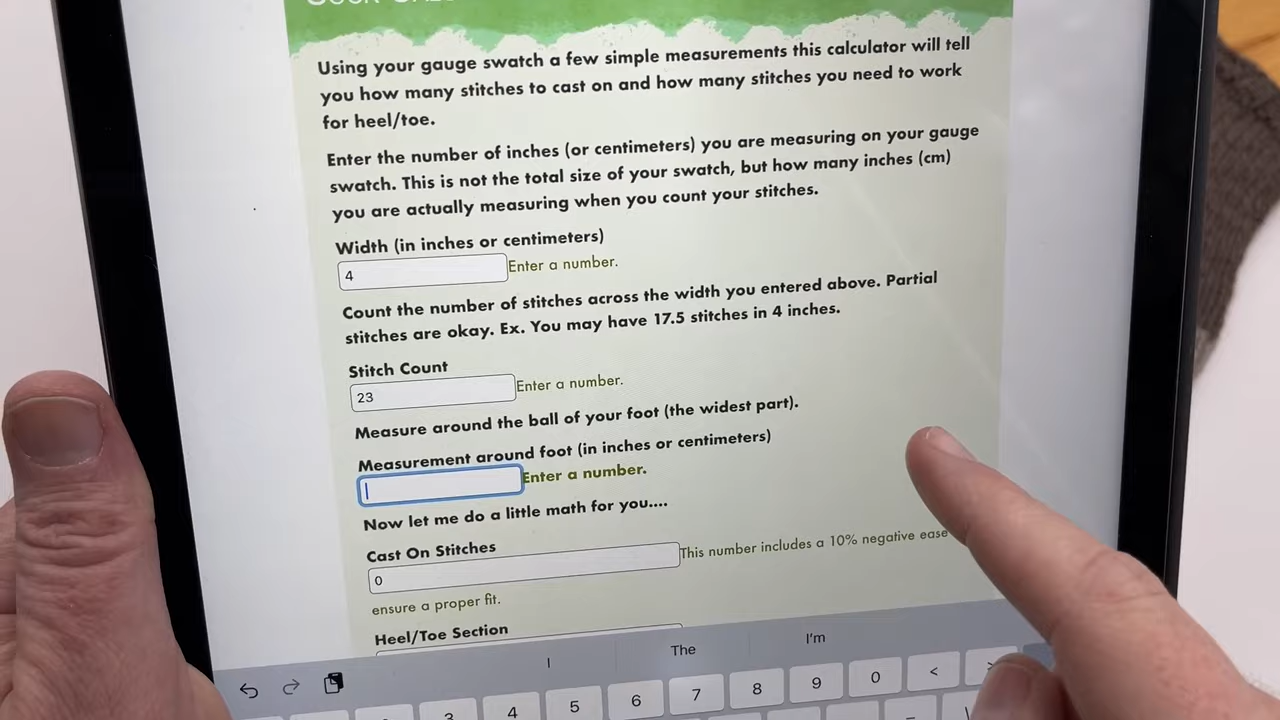 Using your gauge swatch a few simple measurements this calculator will tell
you how many stitches to cast on and how many stitches you need to work
for heel/toe.
Enter the number of inches (or centimeters) you are measuring on your gauge
swatch. This is not the total size of your swatch, but how many inches (cm)
you are actually measuring when you count your stitches.
Width (in inches or centimeters)
4 Enter a number.
Count the number of stitches across the width you entered above. Partial
stitches are okay. Ex. You may have 17.5 stitches in 4 inches.
Stitch Count
23 Enter a number.
Measure around the ball of your foot (the widest part).
Measurement around foot (in inches or centimeters)
Enter a number.
Now let me do a little math for you....
Cast On Stitches
0 This number includes a 10% negative ease
ensure a proper fit.
Heel/Toe Section
I The I'm
3 4 5 6 7 8 9 0 < >